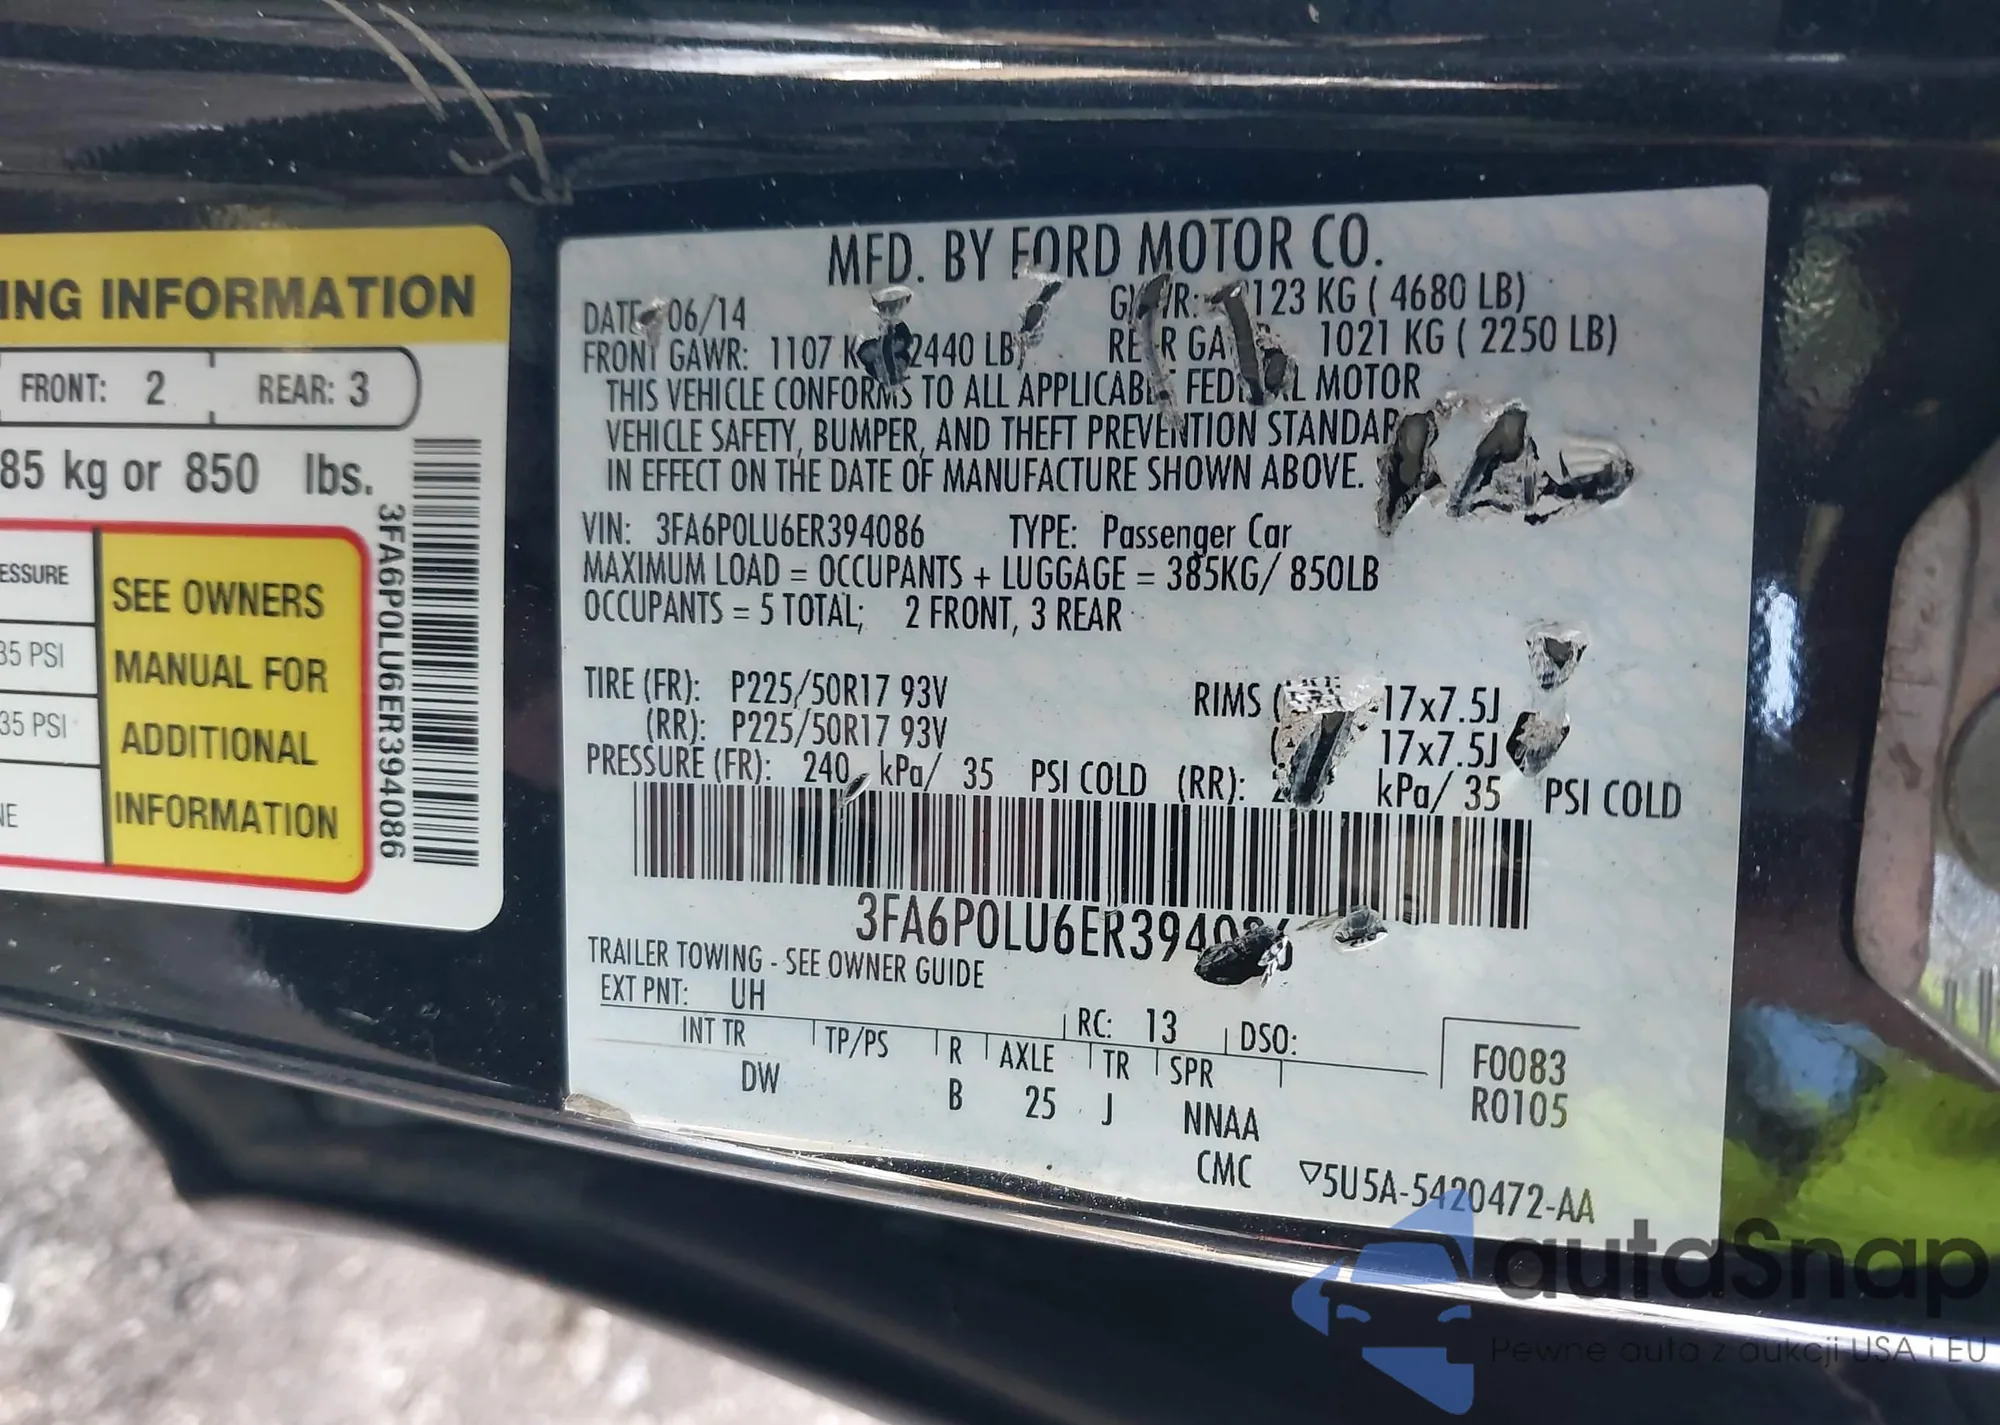 ING INFORMATION
FRONT: 2 REAR: 3
85 kg or 850 lbs.
ESSURE
35 PSI
35 PSI
NE
SEE OWNERS
MANUAL FOR
ADDITIONAL
INFORMATION
3FA6P0LU6ER394086
MFD. BY FORD MOTOR CO.
DATE 06/14 123 KG ( 4680 LB)
FRONT GAWR: 1107 2440 LB) 1021 KG ( 2250 LB)
THIS VEHICLE CONFORMS TO ALL APPLICABLE MOTOR
VEHICLE SAFETY, BUMPER, AND THEFT PREVENTION STANDAR
IN EFFECT ON THE DATE OF MANUFACTURE SHOWN ABOVE.
VIN: 3FA6P0LU6ER394086 TYPE: Passenger Car
MAXIMUM LOAD = OCCUPANTS + LUGGAGE = 385KG/ 850LB
OCCUPANTS = 5 TOTAL; 2 FRONT, 3 REAR
TIRE (FR): P225/50R17 93V RIMS 17x7.5J
(RR): P225/50R17 93V 17x7.5J
PRESSURE (FR): 240 kPa/ 35 PSI COLD (RR): kPa/ 35 PSI COLD
3FA6P0LU6ER394086
TRAILER TOWING - SEE OWNER GUIDE
EXT PNT: UH RC: 13 DSO:
INT TR TP/PS R AXLE TR SPR F0083
DW B 25 J NNAA R0105
CMC ▽5U5A-5420472-AA
autaSnap
Pewne auta z aukcji USA i EU